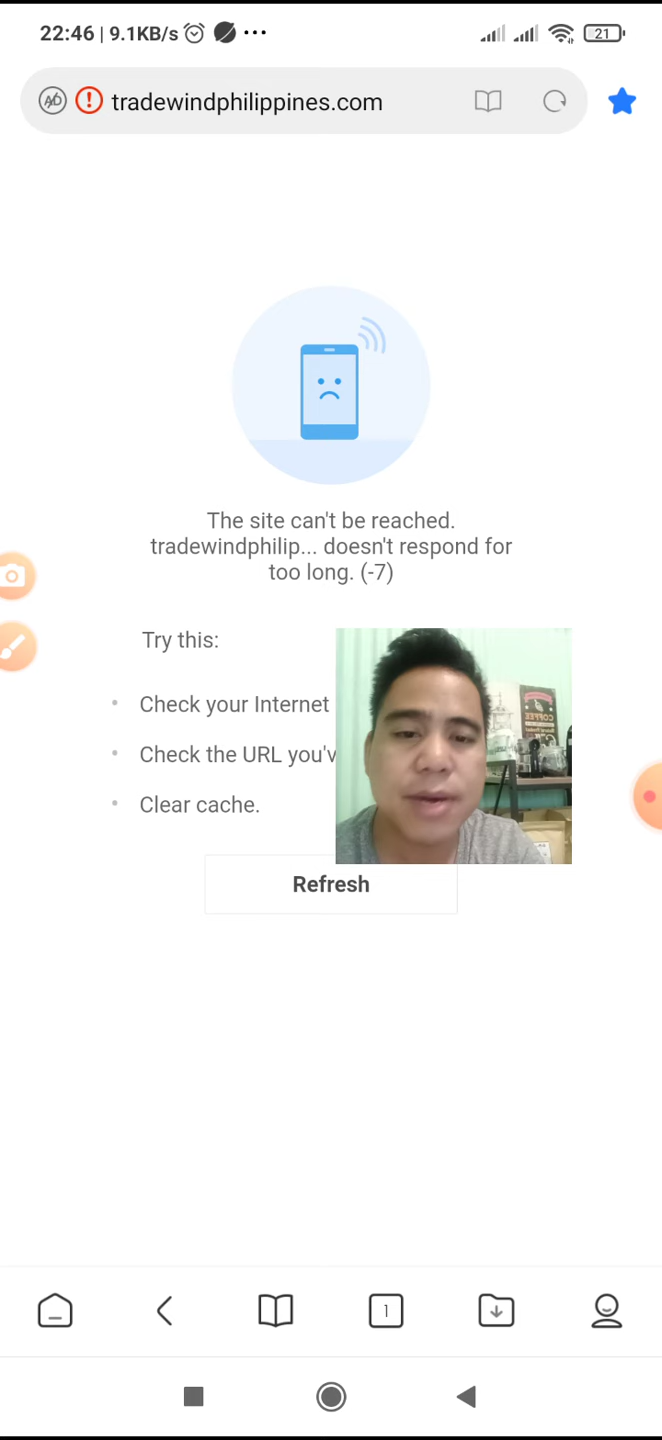 22:46 | 9.1KB/s
21
tradewindphilippines.com
The site can't be reached.
tradewindphilip... doesn't respond for
too long. (-7)
Try this:
• Check your Internet
• Check the URL you'v
• Clear cache.
COFFEE
Refresh
1